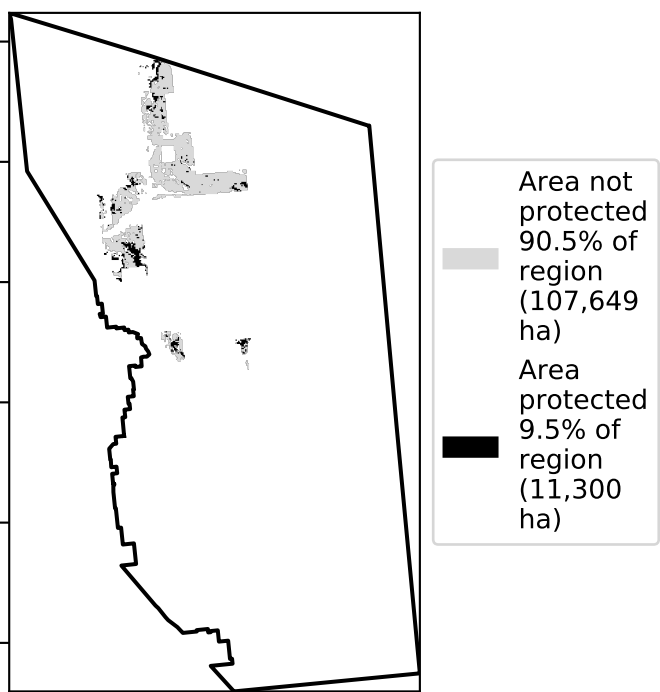 Area not
protected
90.5% of
region
(107,649
ha)
Area
protected
9.5% of
region
(11,300
ha)